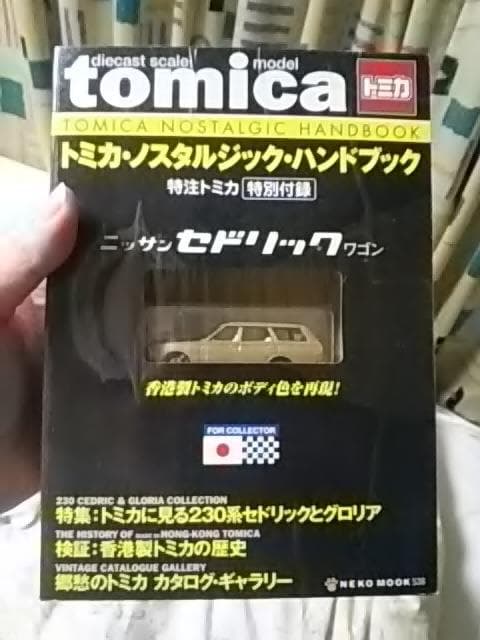 diecast scale model
tomica
トミカ
TOMICA NOSTALGIC HANDBOOK
トミカ・ノスタルジック・ハンドブック
特注トミカ 特別付録
ニッサン セドリック ワゴン
香港製トミカのボディ色を再現!
FOR COLLECTOR
230 CEDRIC & GLORIA COLLECTION
特集:トミカに見る230系セドリックとグロリア
THE HISTORY OF MADE IN HONG-KONG TOMICA
検証:香港製トミカの歴史
VINTAGE CATALOGUE GALLERY
郷愁のトミカ カタログ・ギャラリー
NEKO MOOK